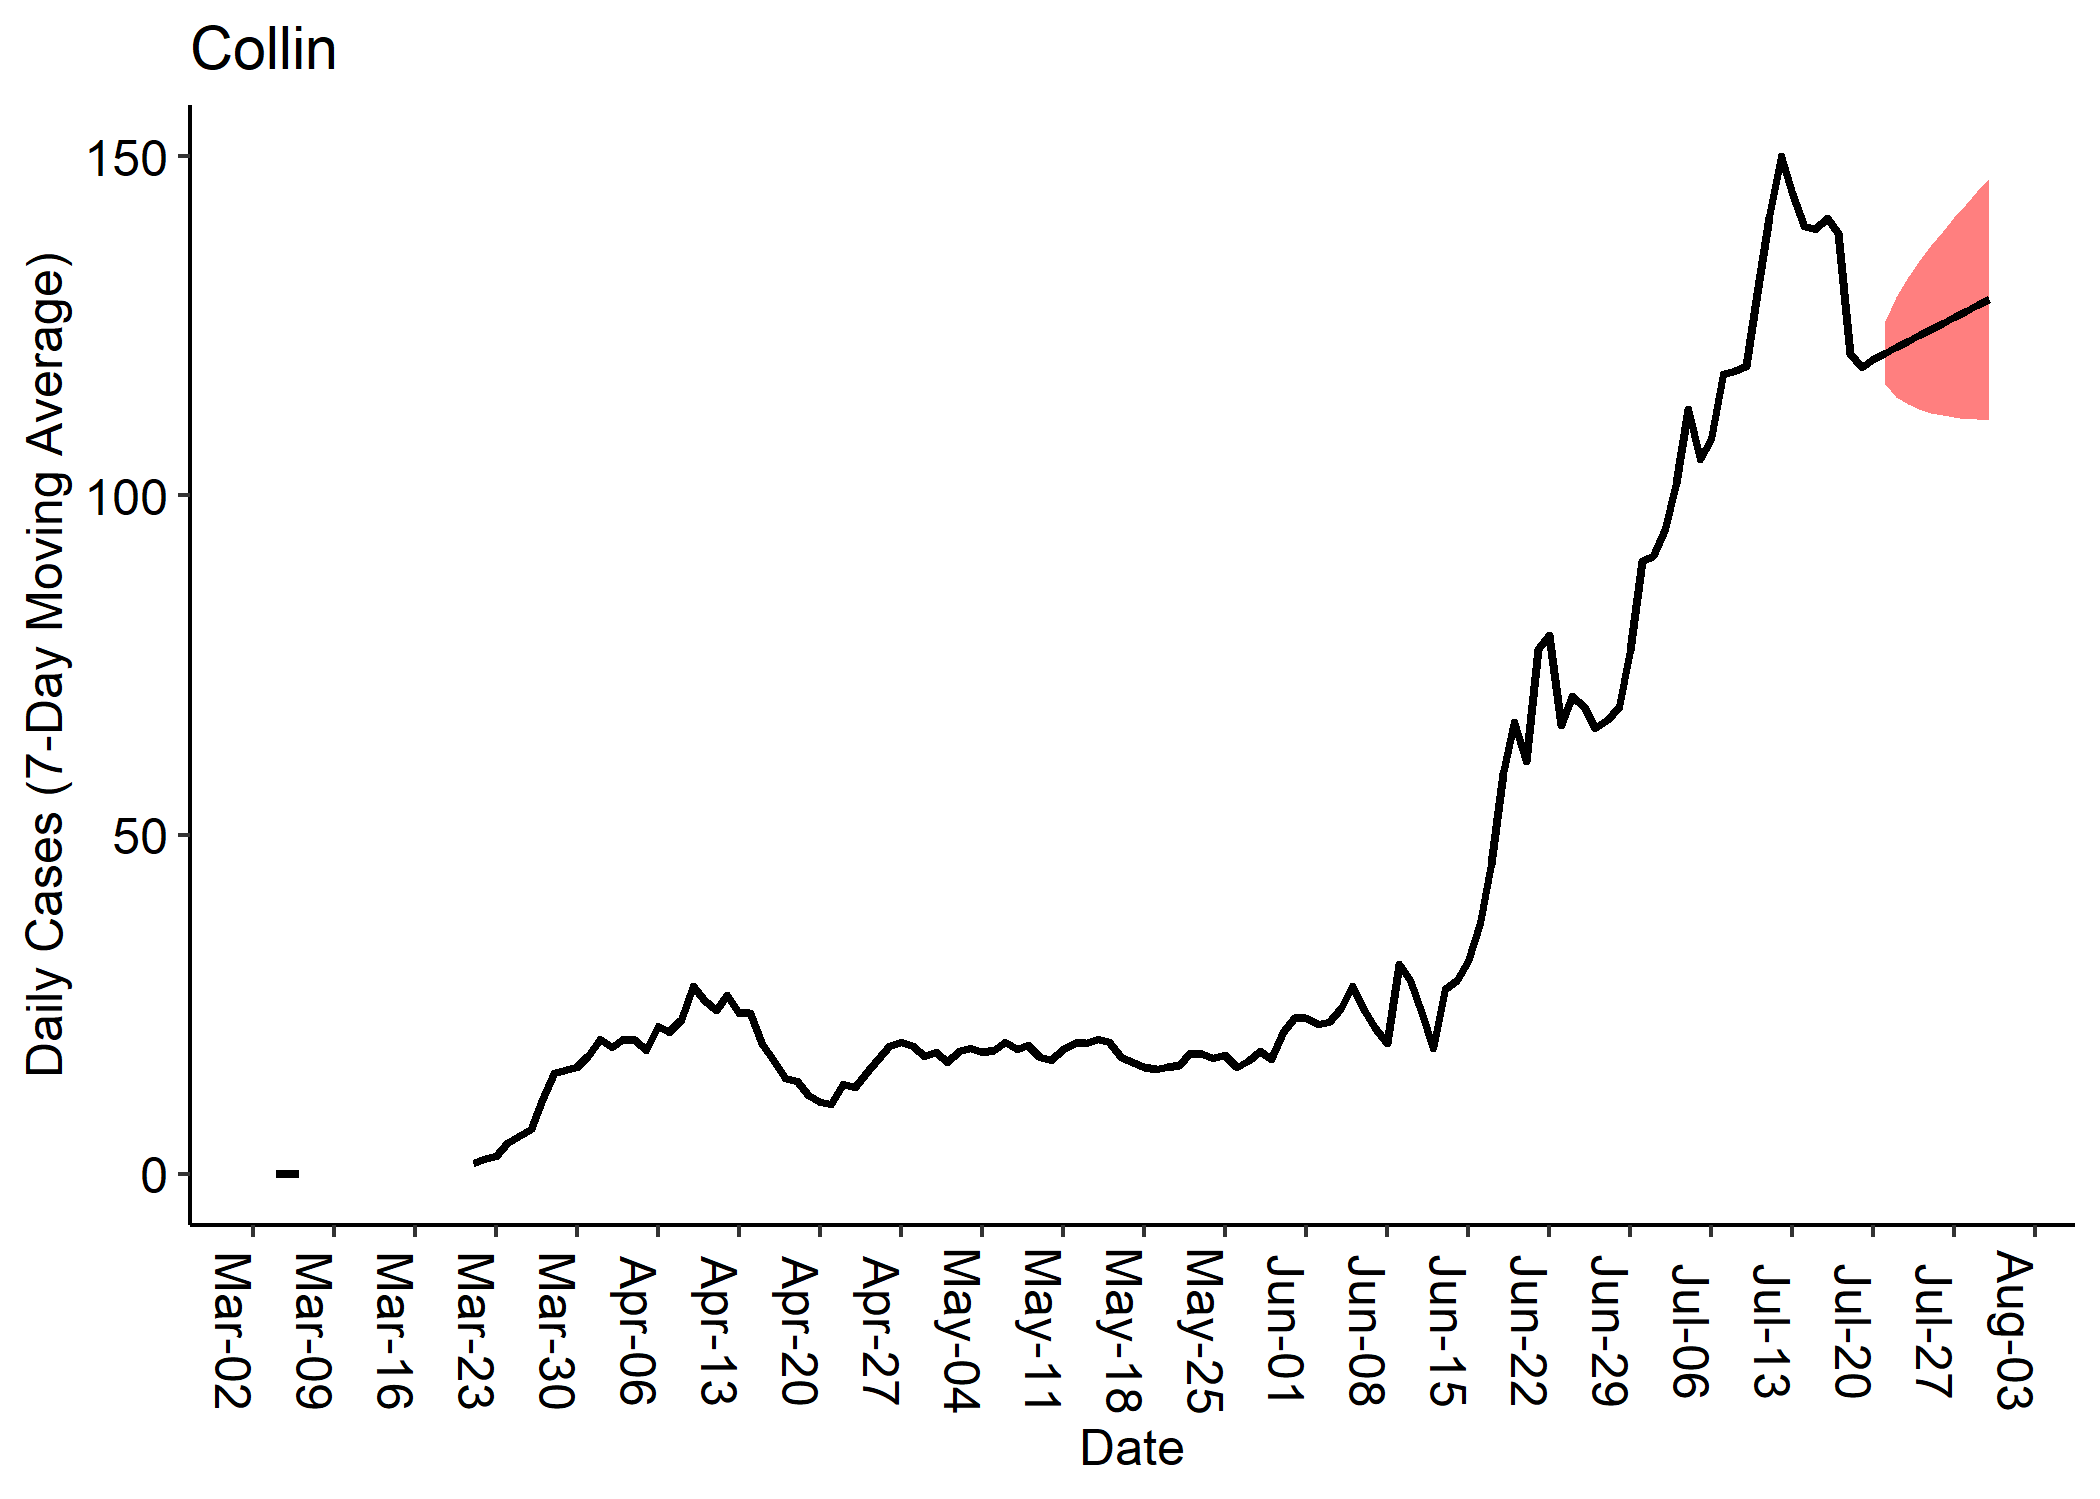 Collin
Daily Cases (7-Day Moving Average)
150
100
50
0
Mar-02
Mar-09
Mar-16
Mar-23
Mar-30
Apr-06
Apr-13
Apr-20
Apr-27
May-04
May-11
May-18
May-25
Jun-01
Jun-08
Jun-15
Jun-22
Jun-29
Jul-06
Jul-13
Jul-20
Jul-27
Aug-03
Date